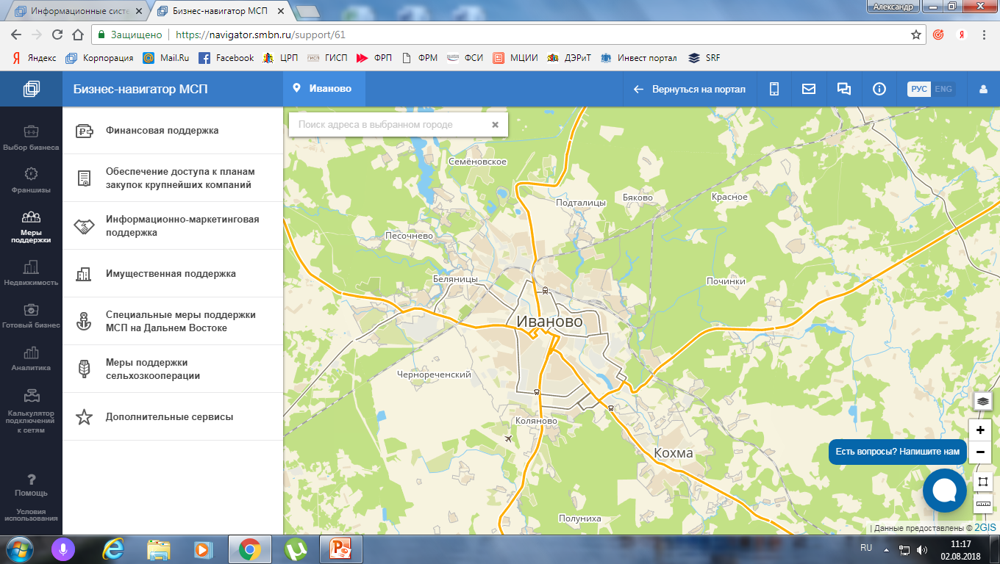 Информационные сист
Бизнес-навигатор МСП
Александр
Защищено
https://navigator.smbn.ru/support/61
Я
Яндекс
Корпорация
Mail.Ru
Facebook
ЦРП
ГИСП
ФРП
ФРМ
ФСИ
МЦИИ
ДЭРиТ
Инвест портал
SRF
Бизнес-навигатор МСП
Иваново
Вернуться на портал
РУС ENG
Выбор бизнеса
Франшизы
Меры
поддержки
Недвижимость
Готовый бизнес
Аналитика
Калькулятор
подключений
к сетям
Помощь
Условия
использования
Финансовая поддержка
Обеспечение доступа к планам
закупок крупнейших компаний
Информационно-маркетинговая
поддержка
Имущественная поддержка
Специальные меры поддержки
МСП на Дальнем Востоке
Меры поддержки
сельхозкооперации
Дополнительные сервисы
Поиск адреса в выбранном городе
Семёновское
Подталицы
Бяково
Красное
Песочнево
Беляницы
Починки
Иваново
Чернореченский
Коляново
Кохма
Полуниха
Есть вопросы? Напишите нам
| Данные предоставлены © 2GIS
RU
11:17
02.08.2018